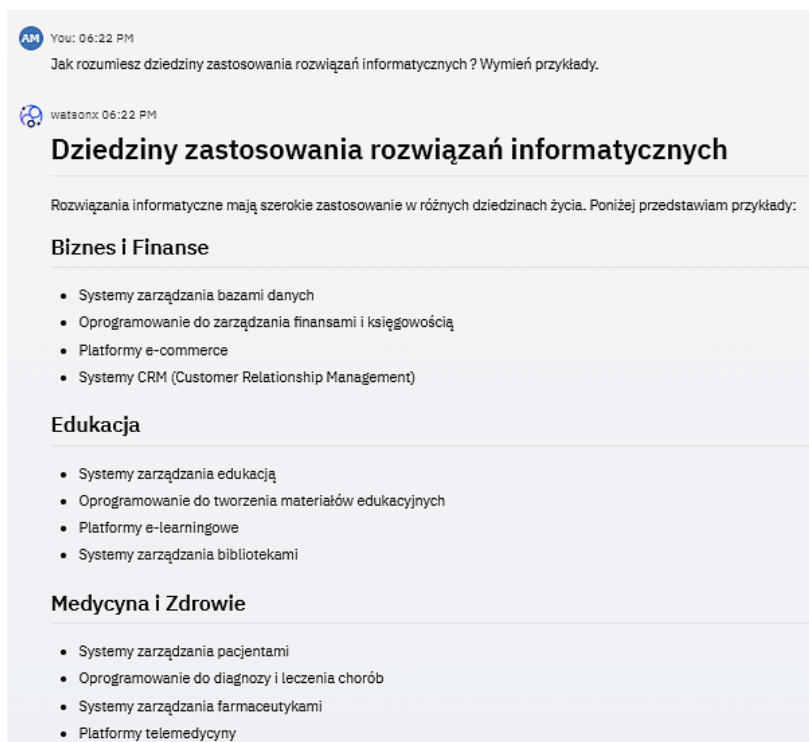 AM You: 06:22 PM
Jak rozumiesz dziedziny zastosowania rozwiązań informatycznych ? Wymień przykłady.
watsonx 06:22 PM
Dziedziny zastosowania rozwiązań informatycznych
Rozwiązania informatyczne mają szerokie zastosowanie w różnych dziedzinach życia. Poniżej przedstawiam przykłady:
Biznes i Finanse
• Systemy zarządzania bazami danych
• Oprogramowanie do zarządzania finansami i księgowością
• Platformy e-commerce
• Systemy CRM (Customer Relationship Management)
Edukacja
• Systemy zarządzania edukacją
• Oprogramowanie do tworzenia materiałów edukacyjnych
• Platformy e-learningowe
• Systemy zarządzania bibliotekami
Medycyna i Zdrowie
• Systemy zarządzania pacjentami
• Oprogramowanie do diagnozy i leczenia chorób
• Systemy zarządzania farmaceutykami
• Platformy telemedycyny